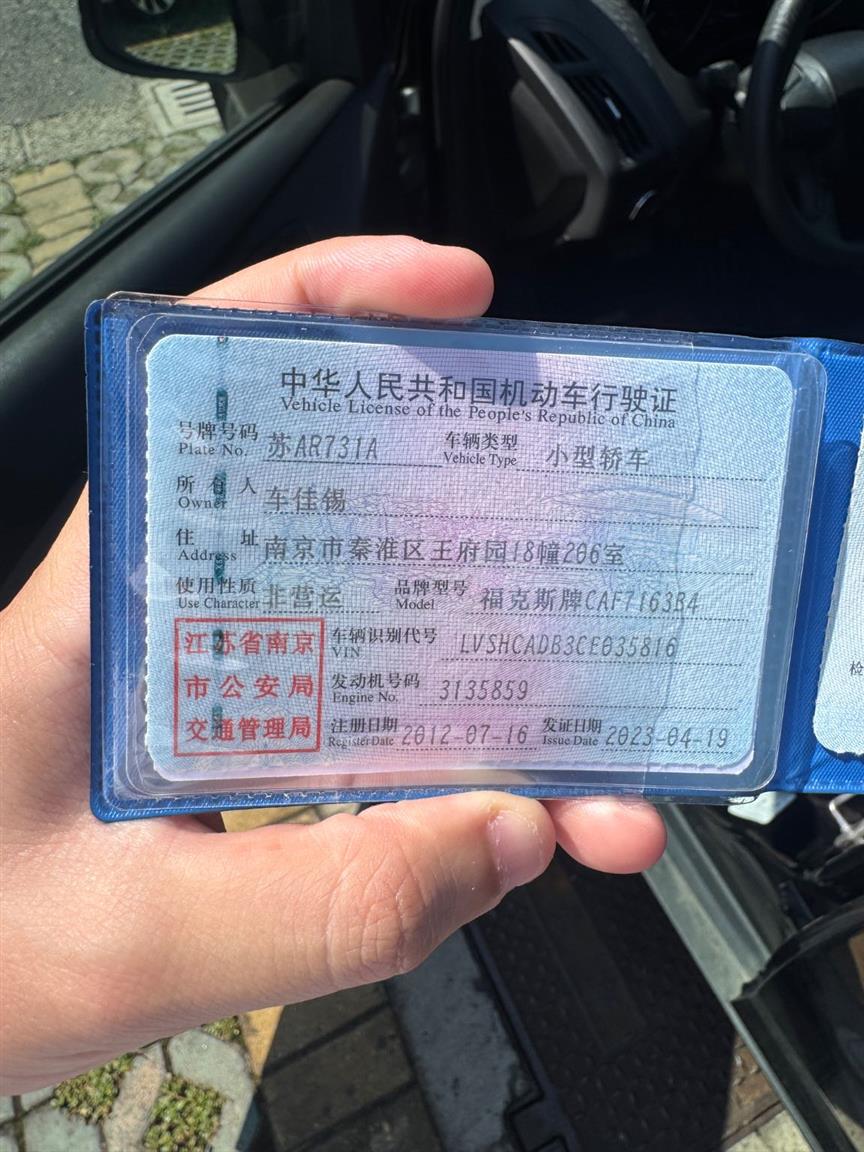 中华人民共和国机动车行驶证
Vehicle License of the People's Republic of China
号牌号码 苏AR731A 车辆类型 小型轿车
Plate No. Vehicle Type
所有人 车佳锡
Owner
住址 南京市秦淮区王府园18幢206室
Address
使用性质 非营运 品牌型号 福克斯牌CAF7163B4
Use Character Model
江苏省南京
市公安局
交通管理局
车辆识别代号 LVSHCADB3CE035816
VIN
发动机号码 3135859
Engine No.
注册日期 2012-07-16 发证日期 2023-04-19
Register Date Issue Date
检